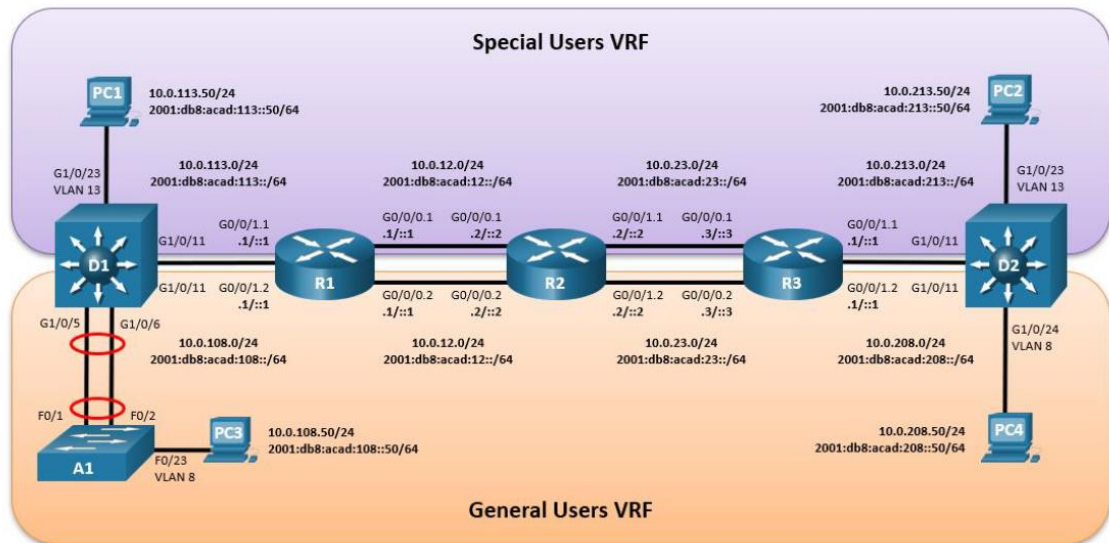 Special Users VRF
PC1
10.0.113.50/24
2001:db8:acad:113::50/64
PC2
10.0.213.50/24
2001:db8:acad:213::50/64
G1/0/23
VLAN 13
10.0.113.0/24
2001:db8:acad:113::/64
10.0.12.0/24
2001:db8:acad:12::/64
10.0.23.0/24
2001:db8:acad:23::/64
10.0.213.0/24
2001:db8:acad:213::/64
G1/0/23
VLAN 13
D1
G1/0/11
G0/0/1.1
.1/::1
R1
G0/0/0.1
.1/::1
G0/0/0.1
.2/::2
R2
G0/0/1.1
.2/::2
G0/0/0.1
.3/::3
R3
G0/0/1.1
.1/::1
G1/0/11
D2
G1/0/11
G0/0/1.2
.1/::1
G0/0/0.2
.1/::1
G0/0/0.2
.2/::2
G0/0/1.2
.2/::2
G0/0/0.2
.3/::3
G0/0/1.2
.1/::1
G1/0/11
G1/0/5
G1/0/6
10.0.108.0/24
2001:db8:acad:108::/64
10.0.12.0/24
2001:db8:acad:12::/64
10.0.23.0/24
2001:db8:acad:23::/64
10.0.208.0/24
2001:db8:acad:208::/64
G1/0/24
VLAN 8
F0/1
F0/2
A1
F0/23
VLAN 8
PC3
10.0.108.50/24
2001:db8:acad:108::50/64
10.0.208.50/24
2001:db8:acad:208::50/64
PC4
General Users VRF